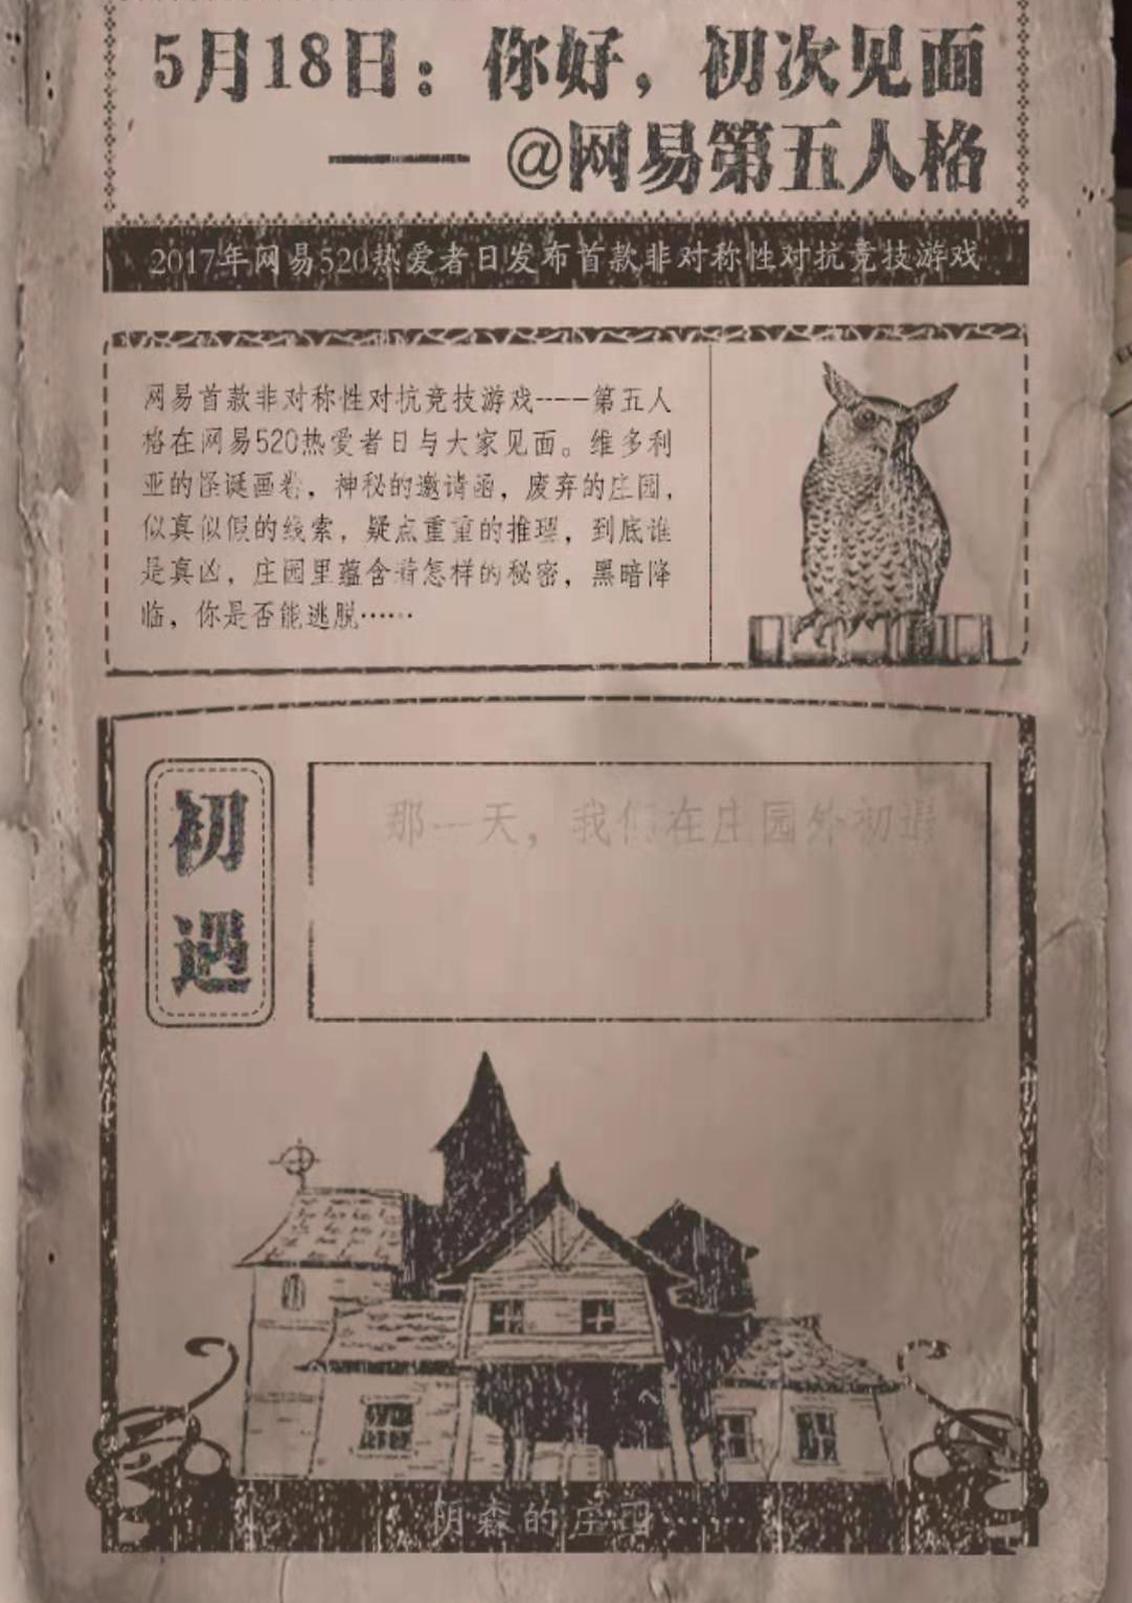 5月18日：你好，初次见面
—— @网易第五人格
2017年网易520热爱者日发布首款非对称性对抗竞技游戏
网易首款非对称性对抗竞技游戏----第五人
格在网易520热爱者日与大家见面。维多利
亚的怪诞画卷，神秘的邀请函，废弃的庄园，
似真似假的线索，疑点重重的推理，到底谁
是真凶，庄园里蕴含着怎样的秘密，黑暗降
临，你是否能逃脱……
初
遇
那一天，我们在庄园外初遇
阴森的庄园……